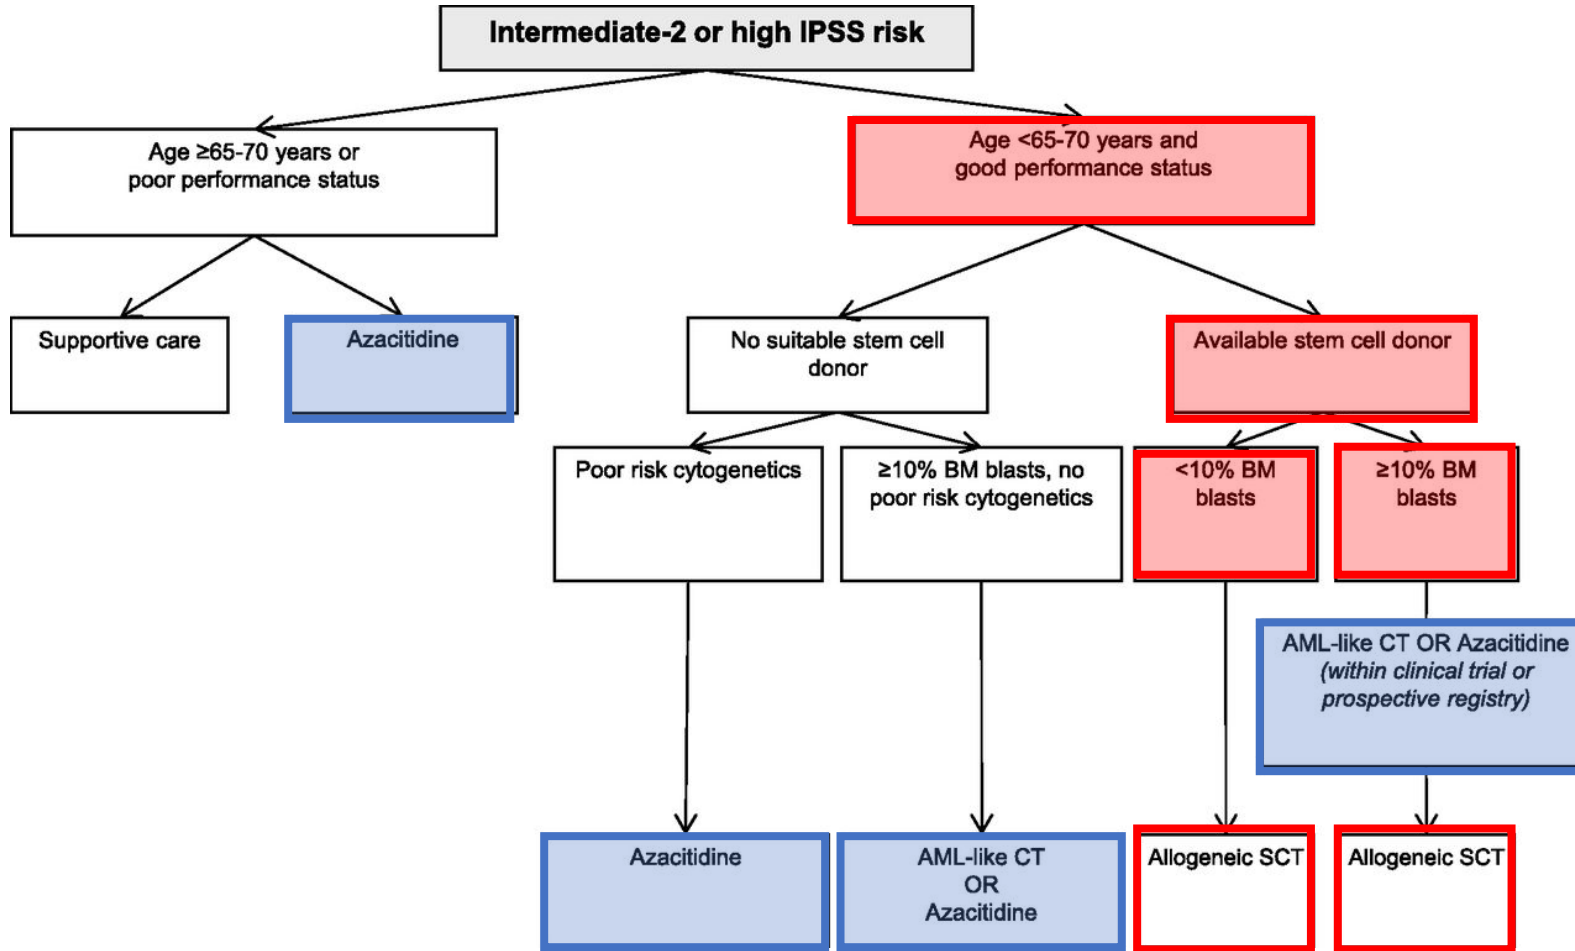 Intermediate-2 or high IPSS risk
Age ≥65-70 years or
poor performance status
Age <65-70 years and
good performance status
Supportive care
Azacitidine
No suitable stem cell
donor
Available stem cell donor
Poor risk cytogenetics
≥10% BM blasts, no
poor risk cytogenetics
<10% BM
blasts
≥10% BM
blasts
AML-like CT OR Azacitidine
(within clinical trial or
prospective registry)
Azacitidine
AML-like CT
OR
Azacitidine
Allogeneic SCT
Allogeneic SCT